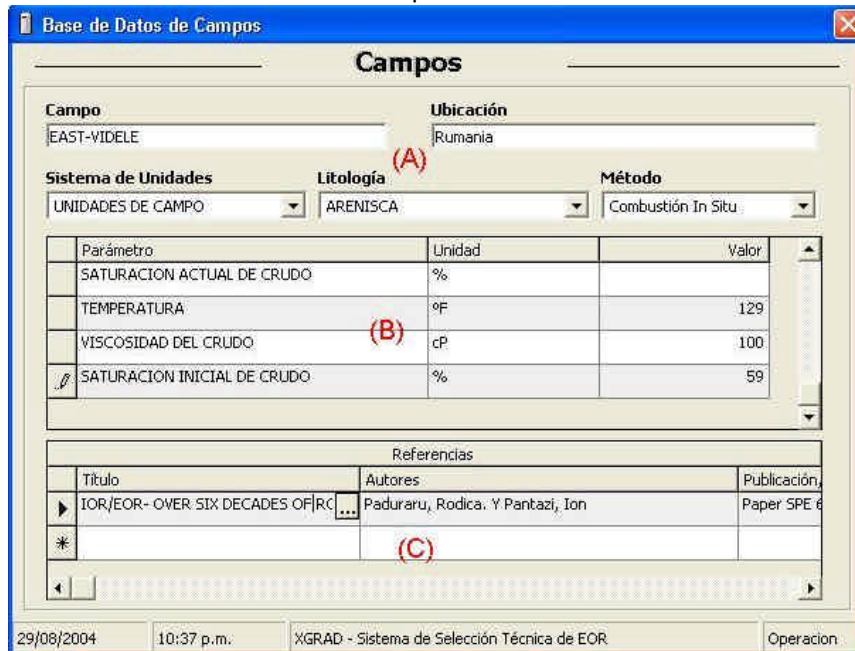 Base de Datos de Campos
Campos
Campo Ubicación
EAST-VIDELE Rumania
(A)
Sistema de Unidades Litología Método
UNIDADES DE CAMPO ARENISCA Combustión In Situ
Parámetro Unidad Valor
SATURACION ACTUAL DE CRUDO %
TEMPERATURA ºF 129
(B)
VISCOSIDAD DEL CRUDO cP 100
SATURACION INICIAL DE CRUDO % 59
Referencias
Título Autores Publicación,
IOR/EOR- OVER SIX DECADES OF RC ... Paduraru, Rodica. Y Pantazi, Ion Paper SPE 6
*
(C)
29/08/2004 10:37 p.m. XGRAD - Sistema de Selección Técnica de EOR Operacion